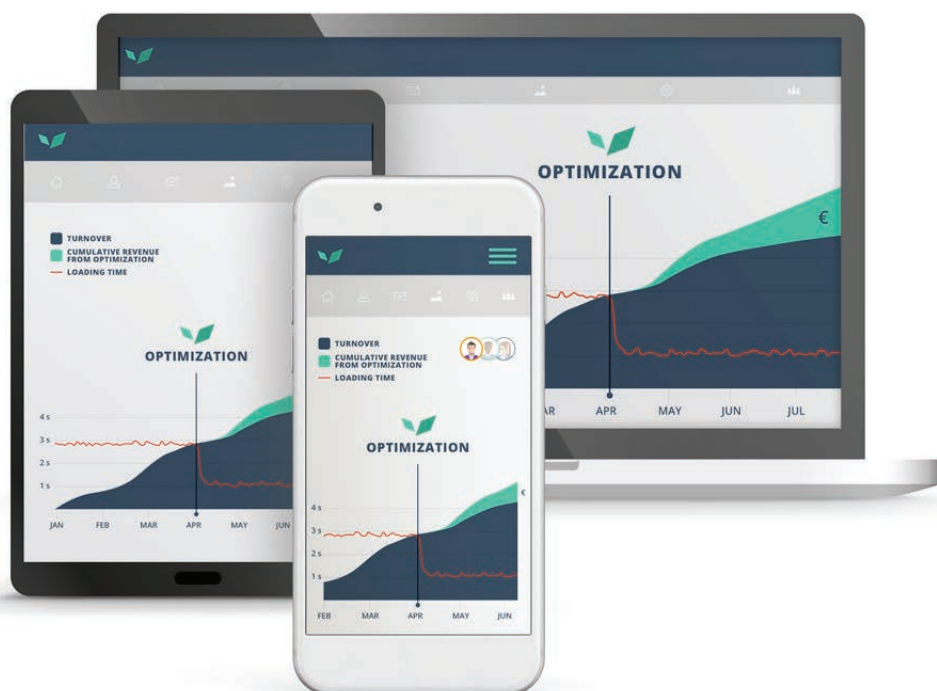 OPTIMIZATION
€
AR
APR
MAY
JUN
JUL
TURNOVER
CUMULATIVE REVENUE
FROM OPTIMIZATION
LOADING TIME
OPTIMIZATION
4 s
3 s
2 s
1 s
JAN
FEB
MAR
APR
MAY
JUN
TURNOVER
CUMULATIVE REVENUE
FROM OPTIMIZATION
LOADING TIME
OPTIMIZATION
4 s
3 s
2 s
1 s
€
FEB
MAR
APR
MAY
JUN